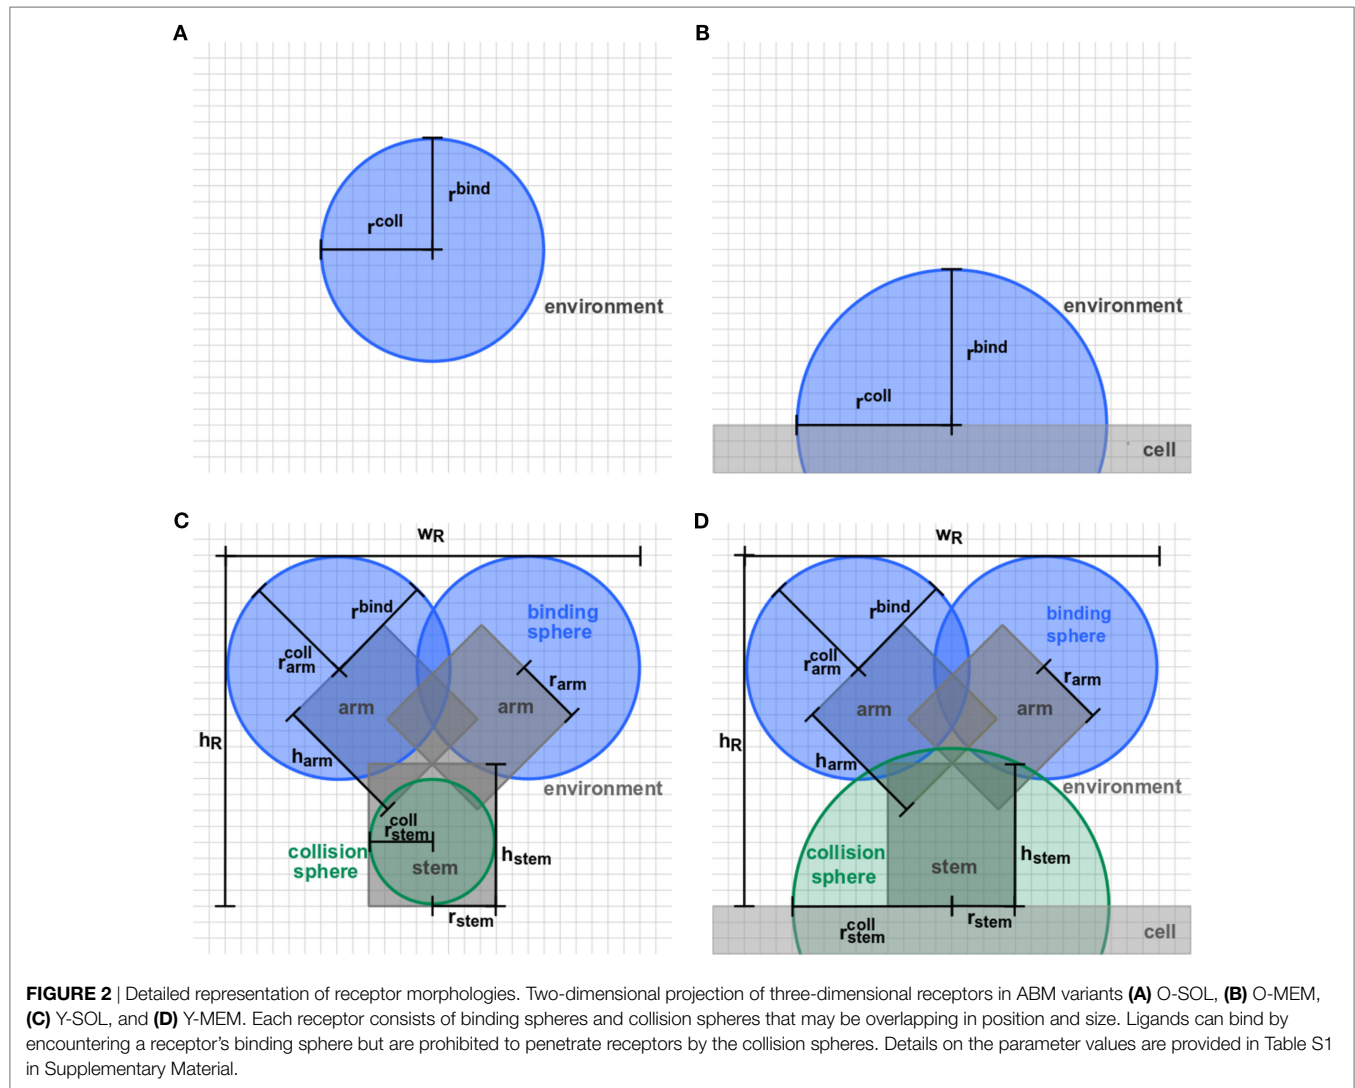 A
r^bind
r^coll
environment
B
environment
r^bind
r^coll
cell
C
w_R
r^bind
binding
sphere
r^coll_arm
r_arm
arm
arm
h_R
h_arm
environment
r^coll_stem
collision
sphere
h_stem
stem
r_stem
D
w_R
r^bind
binding
sphere
r^coll_arm
r_arm
arm
arm
h_R
h_arm
environment
collision
sphere
h_stem
stem
r^coll_stem
r_stem
cell
FIGURE 2 | Detailed representation of receptor morphologies. Two-dimensional projection of three-dimensional receptors in ABM variants (A) O-SOL, (B) O-MEM,
(C) Y-SOL, and (D) Y-MEM. Each receptor consists of binding spheres and collision spheres that may be overlapping in position and size. Ligands can bind by
encountering a receptor's binding sphere but are prohibited to penetrate receptors by the collision spheres. Details on the parameter values are provided in Table S1
in Supplementary Material.